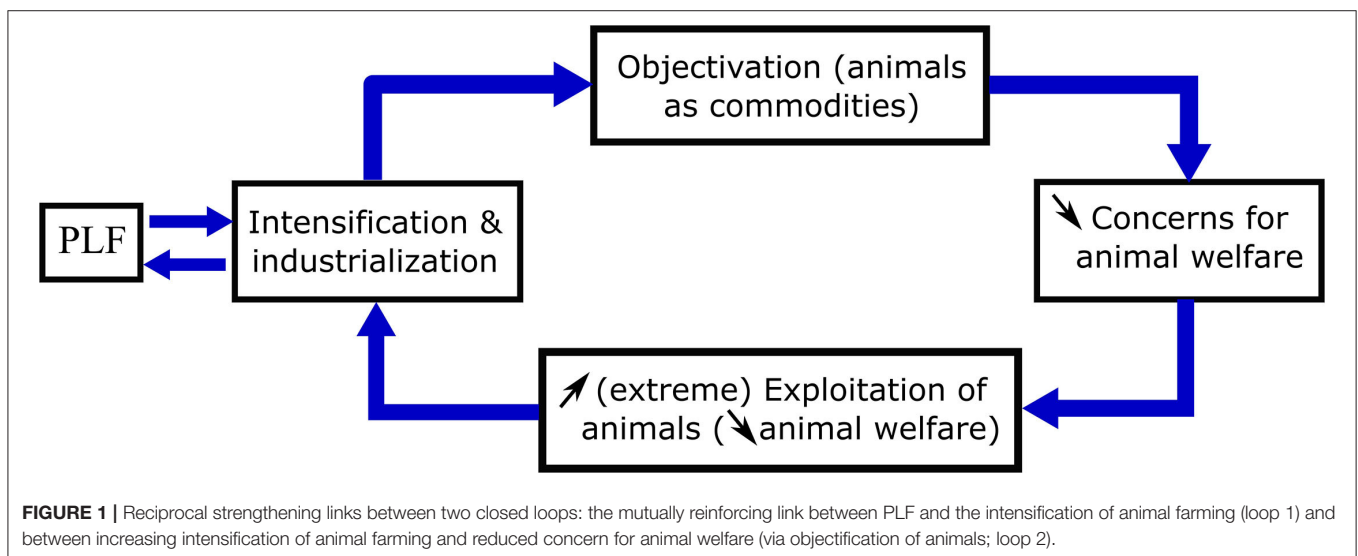 Objectivation (animals
as commodities)
PLF
Intensification &
industrialization
↘ Concerns for
animal welfare
↗ (extreme) Exploitation of
animals (↘animal welfare)
FIGURE 1 | Reciprocal strengthening links between two closed loops: the mutually reinforcing link between PLF and the intensification of animal farming (loop 1) and
between increasing intensification of animal farming and reduced concern for animal welfare (via objectification of animals; loop 2).